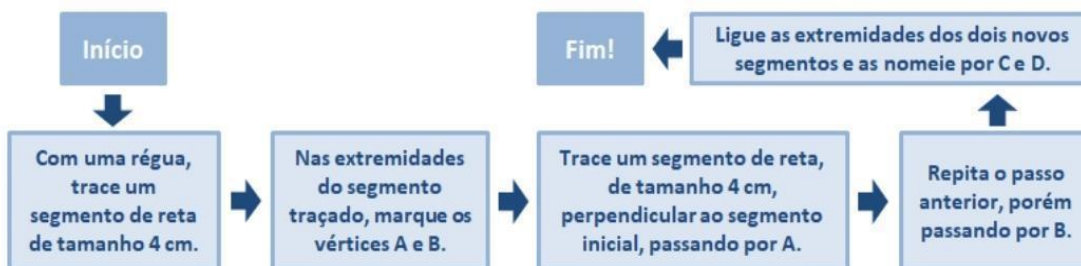 Início
Com uma régua,
trace um
segmento de reta
de tamanho 4 cm.
Nas extremidades
do segmento
traçado, marque os
vértices A e B.
Trace um segmento de reta,
de tamanho 4 cm,
perpendicular ao segmento
inicial, passando por A.
Repita o passo
anterior, porém
passando por B.
Ligue as extremidades dos dois novos
segmentos e as nomeie por C e D.
Fim!